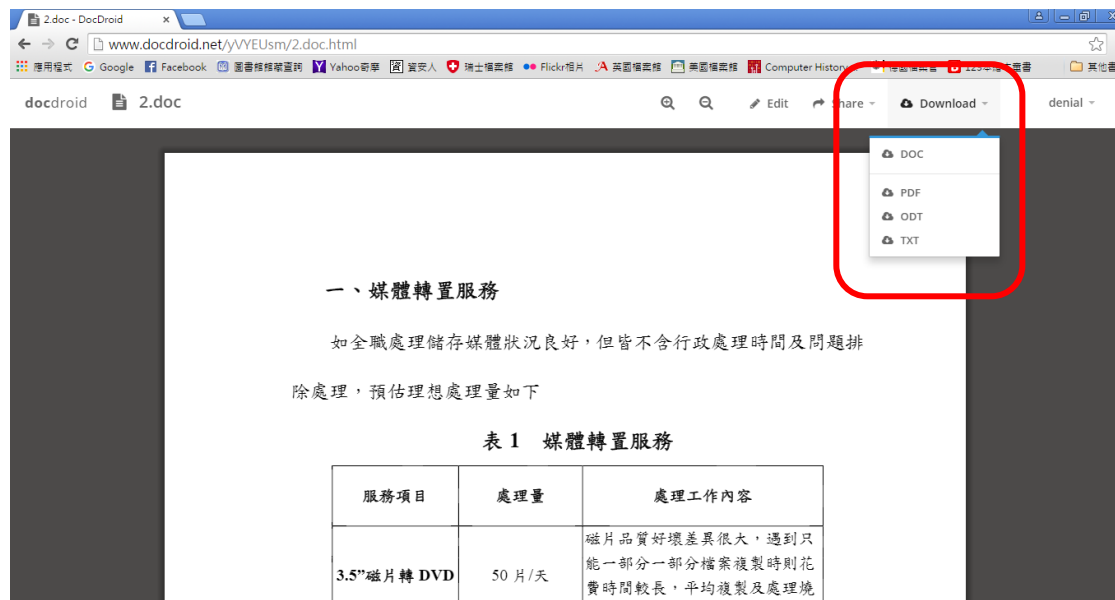 2.doc - DocDroid
www.docdroid.net/yVYEUsm/2.doc.html
應用程式 Google Facebook 圖書館館藏查詢 Yahoo奇摩 資安人 瑞士檔案館 Flickr相片 英國檔案館 美國檔案館 Computer History
docdroid 2.doc Edit Share Download denial
DOC
PDF
ODT
TXT
一、媒體轉置服務
如全職處理儲存媒體狀況良好，但皆不含行政處理時間及問題排
除處理，預估理想處理量如下
表 1 媒體轉置服務
服務項目 處理量 處理工作內容
磁片品質好壞差異很大，遇到只
能一部分一部分檔案複製時則花
3.5”磁片轉 DVD 50 片/天
費時間較長，平均複製及處理燒